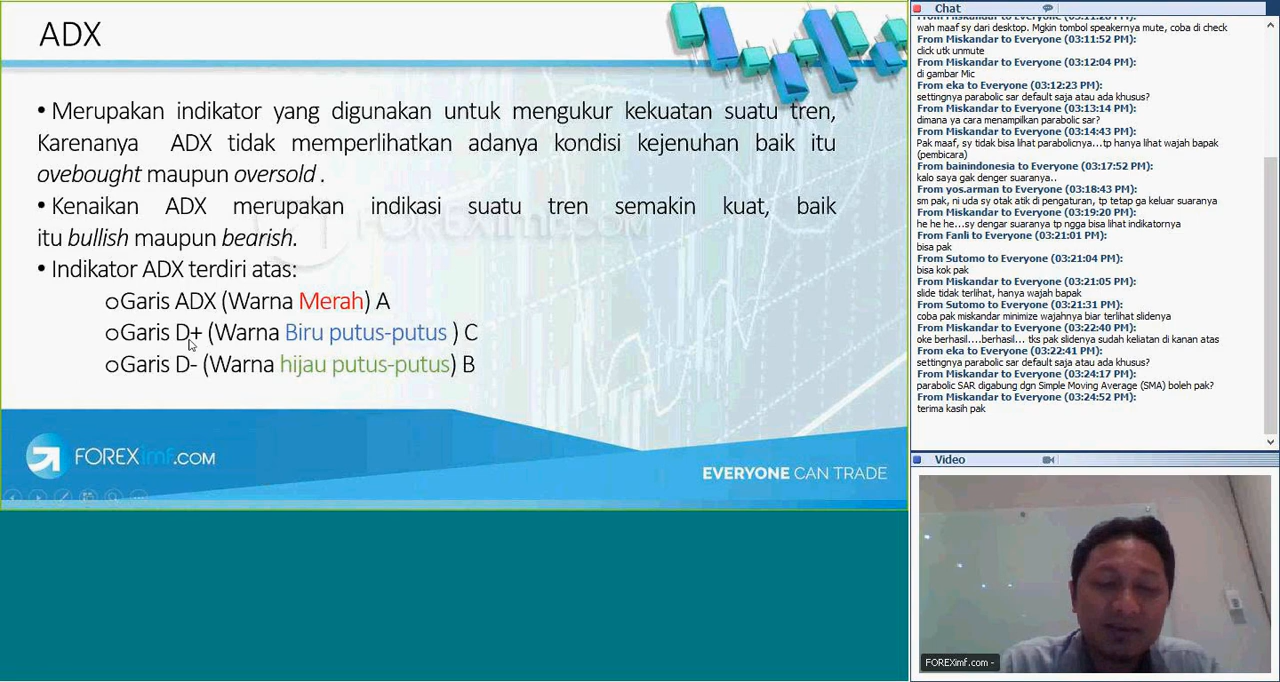 ADX
• Merupakan indikator yang digunakan untuk mengukur kekuatan suatu tren,
Karenanya ADX tidak memperlihatkan adanya kondisi kejenuhan baik itu
ovebought maupun oversold .
• Kenaikan ADX merupakan indikasi suatu tren semakin kuat, baik
itu bullish maupun bearish.
• Indikator ADX terdiri atas:
oGaris ADX (Warna Merah) A
oGaris D+ (Warna Biru putus-putus ) C
oGaris D- (Warna hijau putus-putus) B
FOREXimf.COM
FOREXimf.COM
EVERYONE CAN TRADE
Chat
From Miskandar to Everyone (03:11:28 PM):
wah maaf sy dari desktop. Mgkin tombol speakernya mute, coba di check
From Miskandar to Everyone (03:11:52 PM):
click utk unmute
From Miskandar to Everyone (03:12:04 PM):
di gambar Mic
From eka to Everyone (03:12:23 PM):
settingnya parabolic sar default saja atau ada khusus?
From Miskandar to Everyone (03:13:14 PM):
dimana ya cara menampilkan parabolic sar?
From Miskandar to Everyone (03:14:43 PM):
Pak maaf, sy tidak bisa lihat parabolicnya...tp hanya lihat wajah bapak
(pembicara)
From bainindonesia to Everyone (03:17:52 PM):
kalo saya gak denger suaranya..
From yos.arman to Everyone (03:18:43 PM):
sm pak, ni uda sy otak atik di pengaturan, tp tetap ga keluar suaranya
From Miskandar to Everyone (03:19:20 PM):
he he he...sy dengar suaranya tp ngga bisa lihat indikatornya
From Fanli to Everyone (03:21:01 PM):
bisa pak
From Sutomo to Everyone (03:21:04 PM):
bisa kok pak
From Miskandar to Everyone (03:21:05 PM):
slide tidak terlihat, hanya wajah bapak
From Sutomo to Everyone (03:21:31 PM):
coba pak miskandar minimize wajahnya biar terlihat slidenya
From Miskandar to Everyone (03:22:40 PM):
oke berhasil....berhasil... tks pak slidenya sudah keliatan di kanan atas
From eka to Everyone (03:22:41 PM):
settingnya parabolic sar default saja atau ada khusus?
From Miskandar to Everyone (03:24:17 PM):
parabolic SAR digabung dgn Simple Moving Average (SMA) boleh pak?
From Miskandar to Everyone (03:24:52 PM):
terima kasih pak
Video
FOREXimf.com -